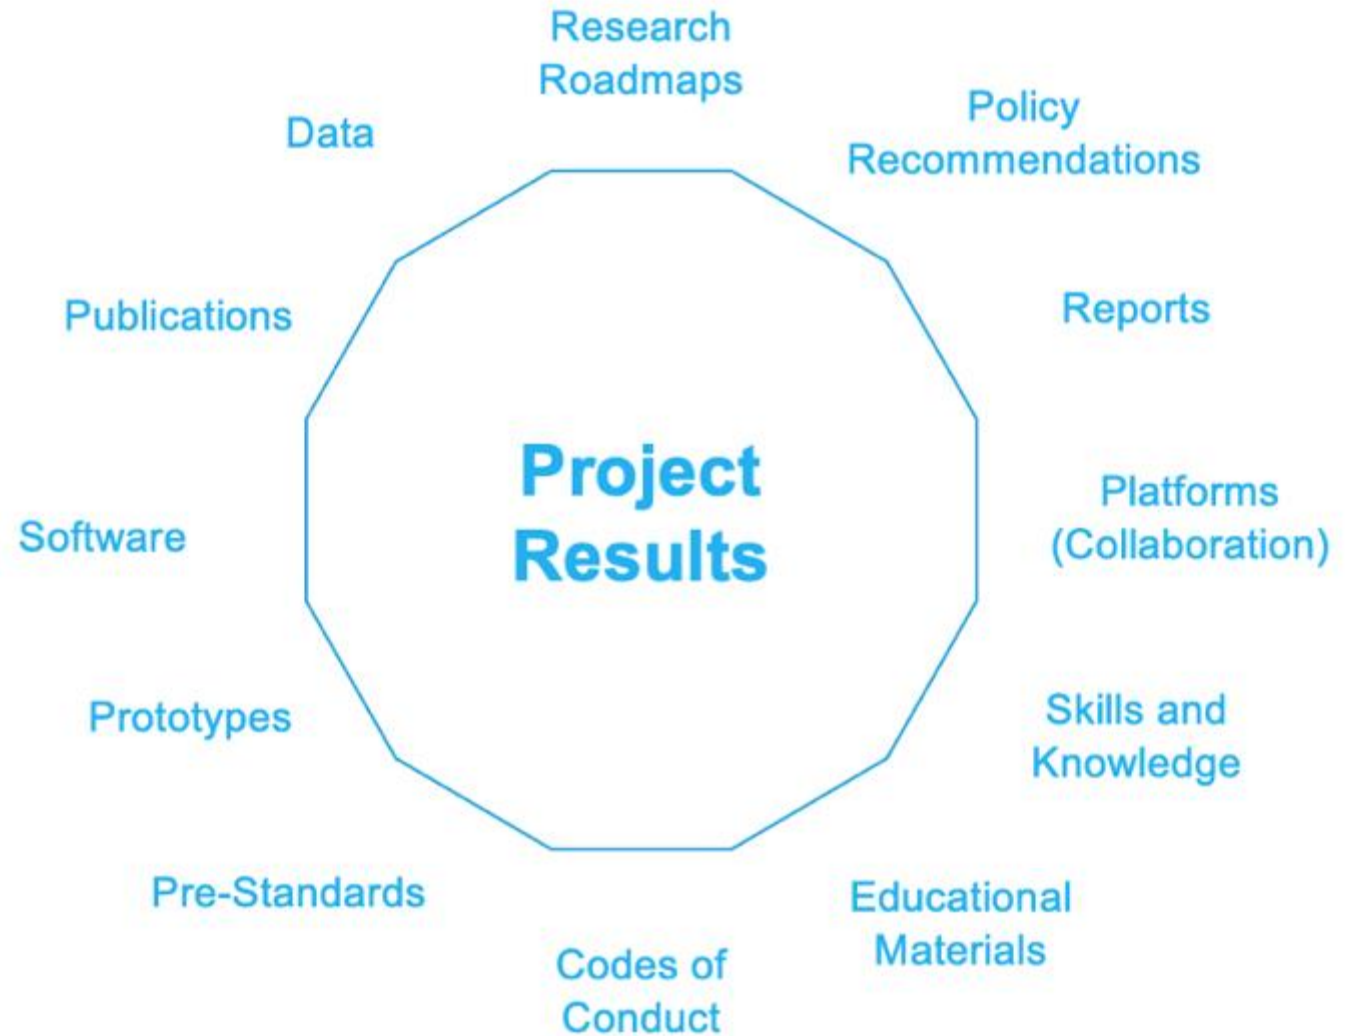 Research
Roadmaps
Policy
Recommendations
Data
Reports
Publications
Project
Results
Platforms
(Collaboration)
Software
Skills and
Knowledge
Prototypes
Educational
Materials
Pre-Standards
Codes of
Conduct